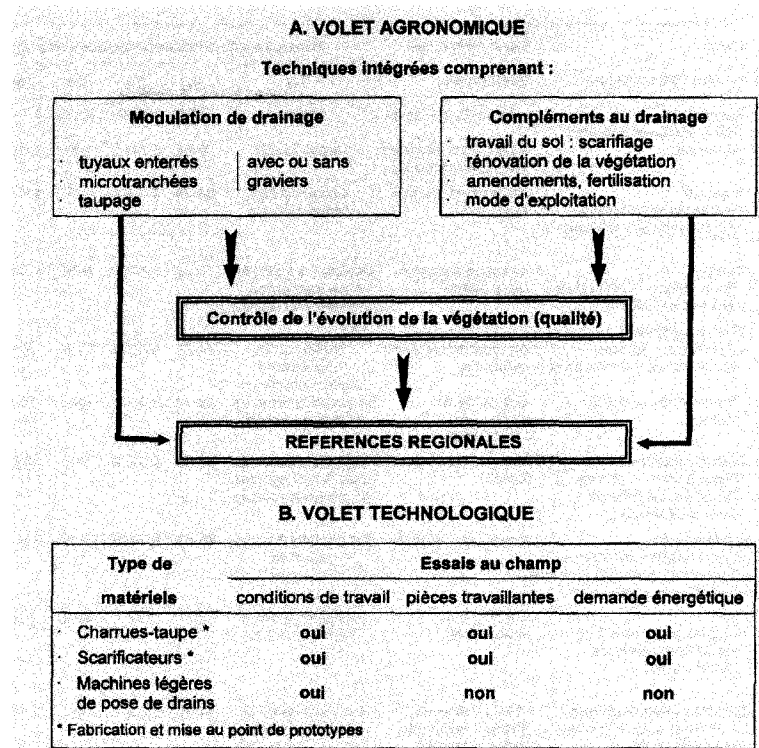 A. VOLET AGRONOMIQUE
Techniques intégrées comprenant :
Modulation de drainage
· tuyaux enterrés
· microtranchées
· taupage
avec ou sans
graviers
Compléments au drainage
· travail du sol : scarifiage
· rénovation de la végétation
amendements, fertilisation
· mode d'exploitation
Contrôle de l'évolution de la végétation (qualité)
REFERENCES REGIONALES
B. VOLET TECHNOLOGIQUE
Type de
matériels
Essais au champ
conditions de travail pièces travaillantes demande énergétique
· Charrues-taupe * oui oui oui
· Scarificateurs * oui oui oui
· Machines légères
de pose de drains oui non non
* Fabrication et mise au point de prototypes